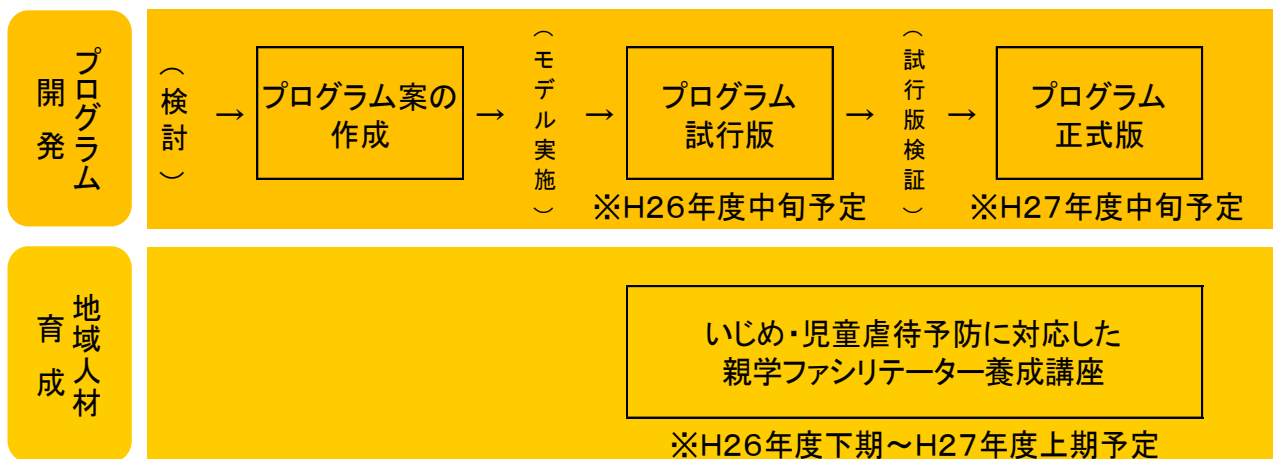 プログラム
開発
（検討）
→
プログラム案の
作成
→
（モデル実施）
→
プログラム
試行版
※H26年度中旬予定
→
（試行版検証）
→
プログラム
正式版
※H27年度中旬予定
地域人材
育成
いじめ・児童虐待予防に対応した
親学ファシリテーター養成講座
※H26年度下期～H27年度上期予定